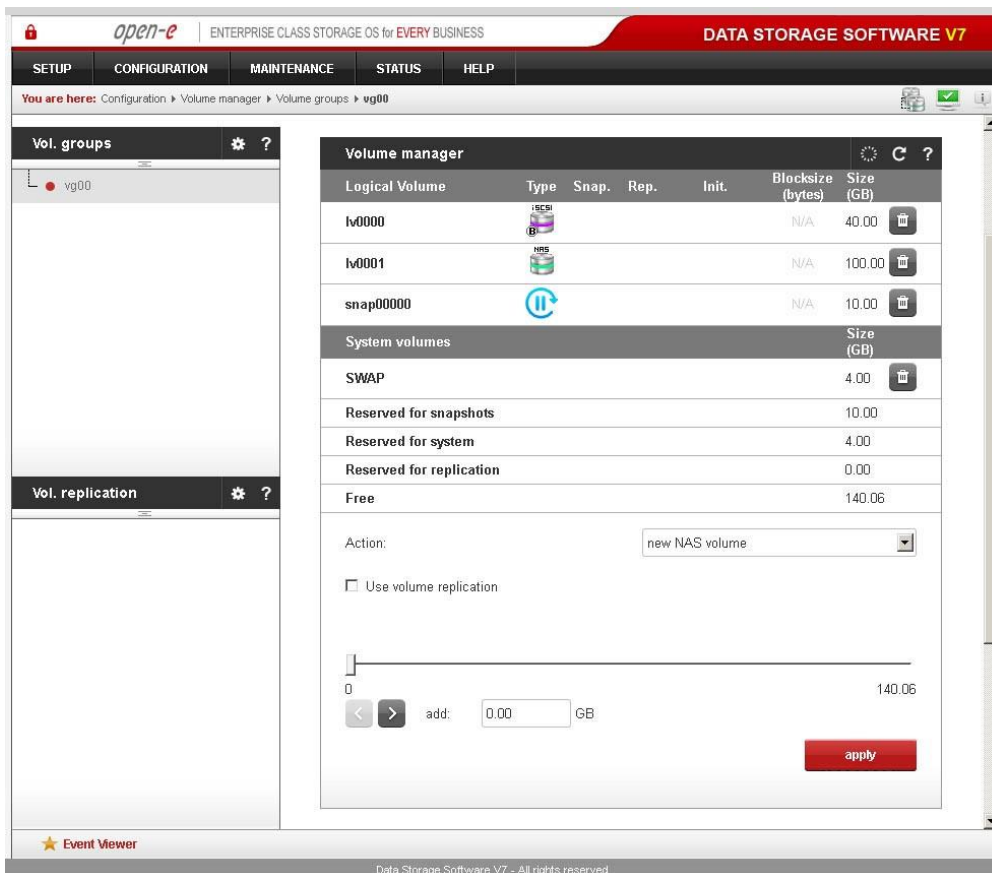 open-e ENTERPRISE CLASS STORAGE OS for EVERY BUSINESS DATA STORAGE SOFTWARE V7
SETUP CONFIGURATION MAINTENANCE STATUS HELP
You are here: Configuration Volume manager Volume groups vg00
Vol. groups ?
vg00
Vol. replication ?
Volume manager ?
Logical Volume Type Snap. Rep. Init. Blocksize (bytes) Size (GB)
lv0000 iSCSI B N/A 40.00
lv0001 NAS N/A 100.00
snap00000 N/A 10.00
System volumes Size (GB)
SWAP 4.00
Reserved for snapshots 10.00
Reserved for system 4.00
Reserved for replication 0.00
Free 140.06
Action: new NAS volume
Use volume replication
0 140.06
< > add: 0.00 GB
apply
Event Viewer
Data Storage Software V7 - All rights reserved